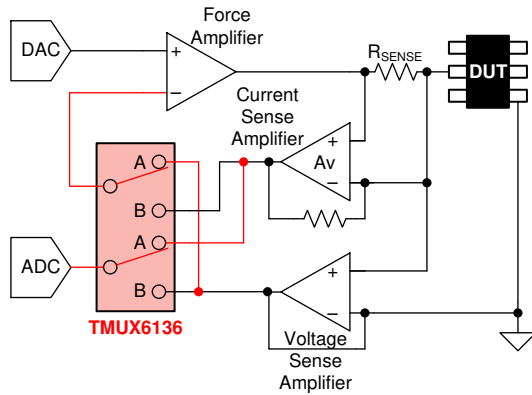 Force
Amplifier
DAC
+
−
RSENSE
DUT
Current
Sense
Amplifier
+
Av
−
A
B
A
B
ADC
TMUX6136
+
−
Voltage
Sense
Amplifier